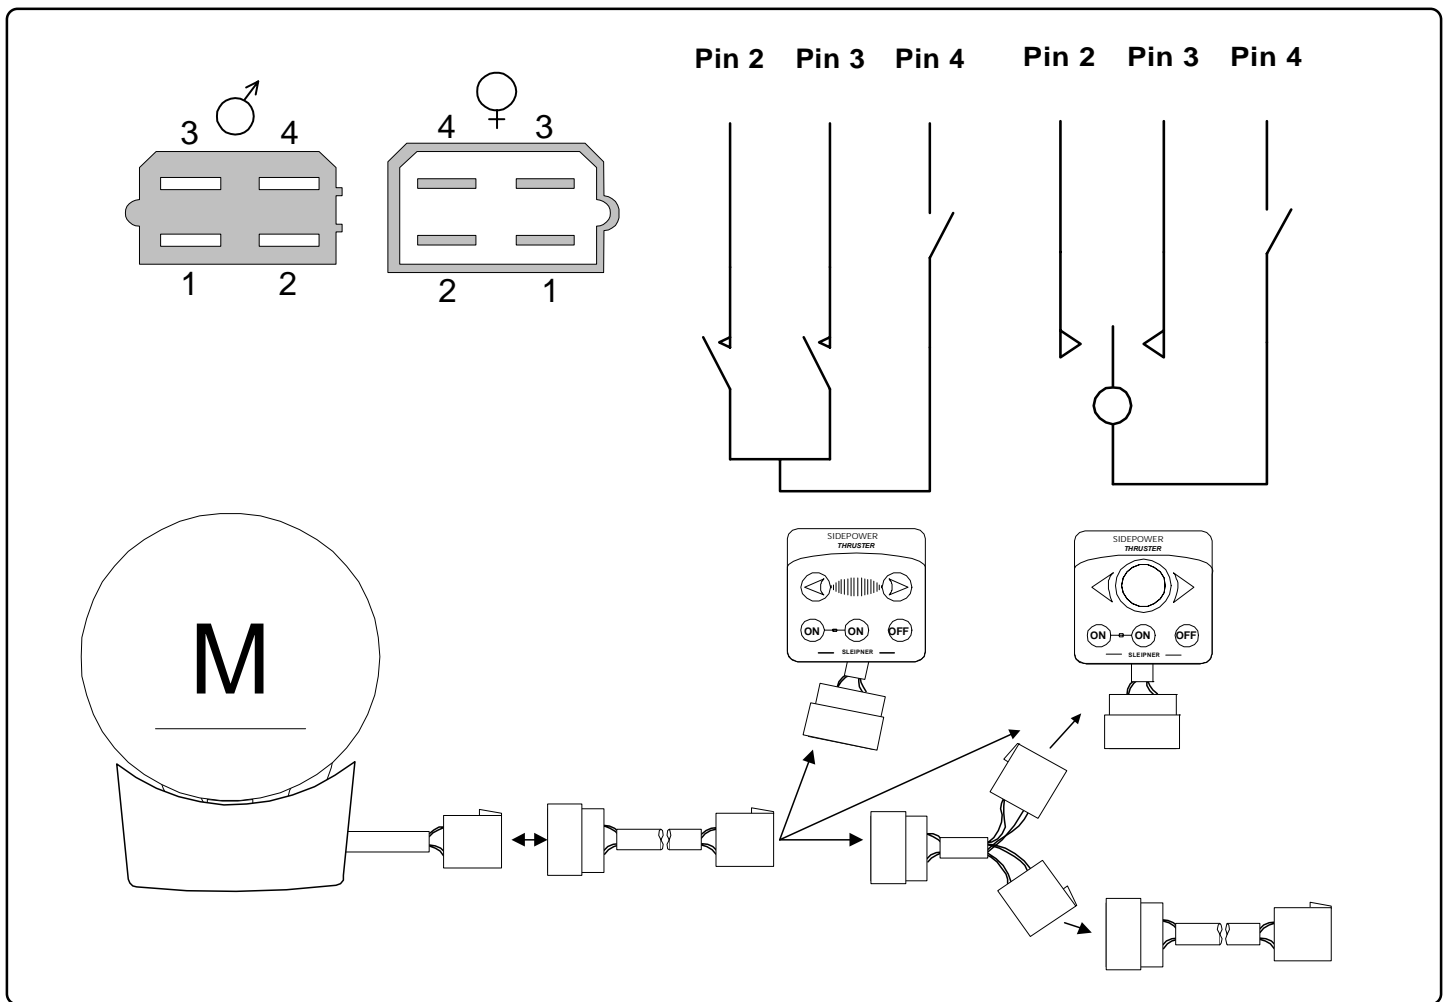 Pin 2 Pin 3 Pin 4 Pin 2 Pin 3 Pin 4
3 4 4 3
1 2 2 1
SIDEPOWER
THRUSTER
ON ON OFF
SLEIPNER
SIDEPOWER
THRUSTER
ON ON OFF
SLEIPNER
M